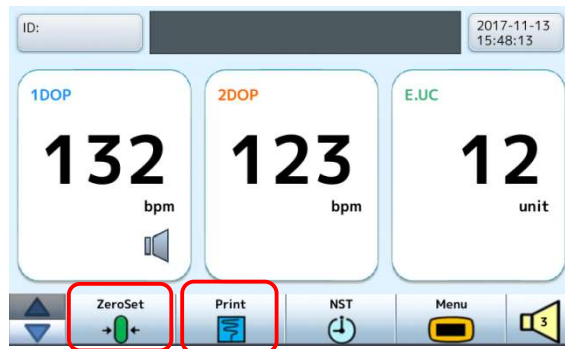 ID:
2017-11-13
15:48:13
1DOP
2DOP
E.UC
132
123
12
bpm
bpm
unit
ZeroSet
Print
NST
Menu
3